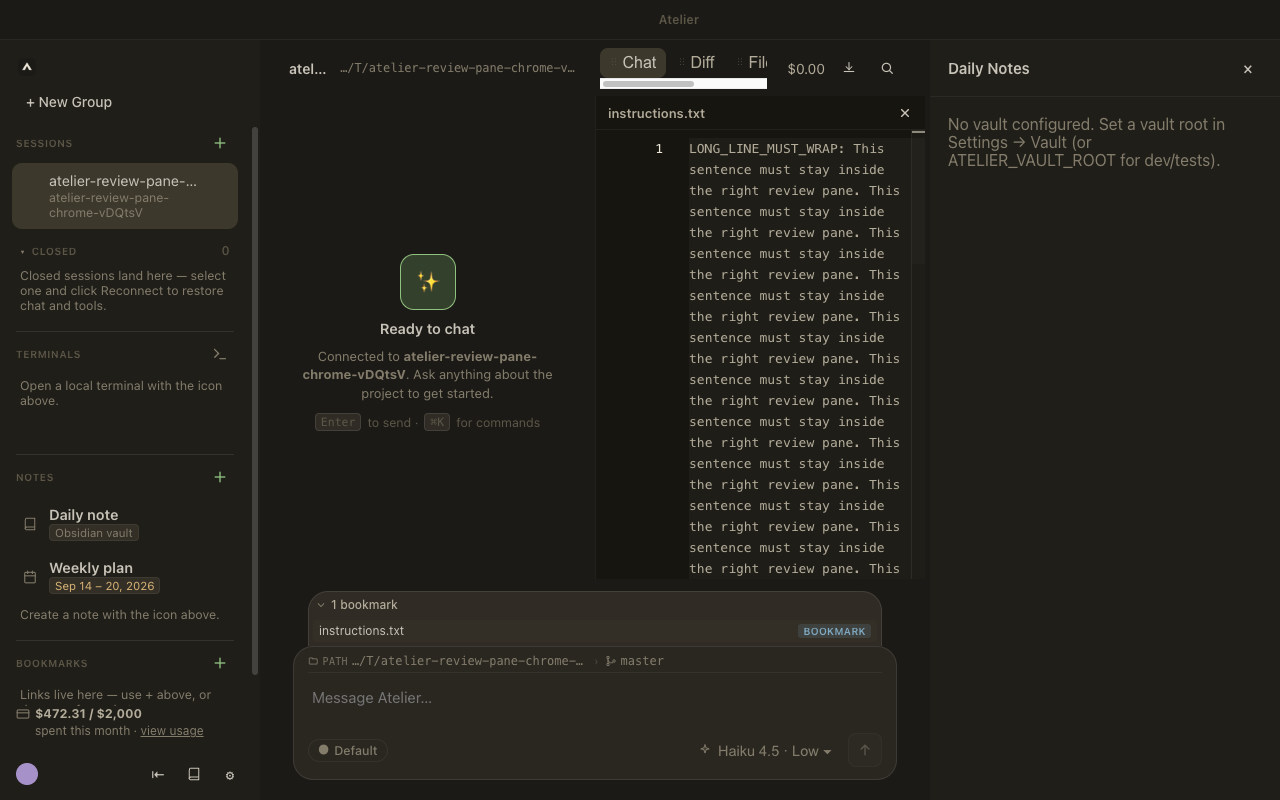 Atelier
+ New Group
SESSIONS
atelier-review-pane-...
atelier-review-pane-
chrome-vDQtsV
CLOSED 0
Closed sessions land here — select
one and click Reconnect to restore
chat and tools.
TERMINALS
Open a local terminal with the icon
above.
NOTES
Daily note
Obsidian vault
Weekly plan
Sep 14 – 20, 2026
Create a note with the icon above.
BOOKMARKS
Links live here — use + above, or
$472.31 / $2,000
spent this month · view usage
atel... …/T/atelier-review-pane-chrome-v…
Chat Diff
$0.00
Ready to chat
Connected to atelier-review-pane-
chrome-vDQtsV. Ask anything about the
project to get started.
Enter to send · ⌘K for commands
instructions.txt
1 LONG_LINE_MUST_WRAP: This
sentence must stay inside
the right review pane. This
sentence must stay inside
the right review pane. This
sentence must stay inside
the right review pane. This
sentence must stay inside
the right review pane. This
sentence must stay inside
the right review pane. This
sentence must stay inside
the right review pane. This
sentence must stay inside
the right review pane. This
sentence must stay inside
the right review pane. This
sentence must stay inside
the right review pane. This
sentence must stay inside
the right review pane. This
1 bookmark
instructions.txt BOOKMARK
PATH …/T/atelier-review-pane-chrome-… › master
Message Atelier...
Default
Haiku 4.5 · Low
Daily Notes
No vault configured. Set a vault root in
Settings → Vault (or
ATELIER_VAULT_ROOT for dev/tests).